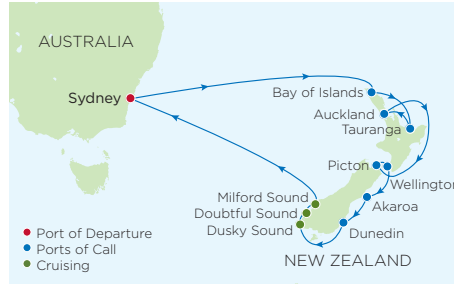 AUSTRALIA
Sydney
Bay of Islands
Auckland
Tauranga
Picton
Wellington
Milford Sound
Akaroa
Doubtful Sound
Dusky Sound
Dunedin
Port of Departure
Ports of Call
Cruising
NEW ZEALAND